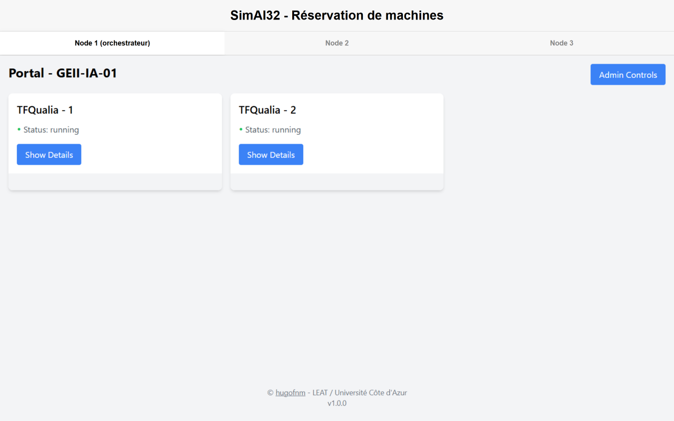 SimAI32 - Réservation de machines
Node 1 (orchestrateur)
Node 2
Node 3
Portal - GEII-IA-01
Admin Controls
TFQualia - 1
Status: running
Show Details
TFQualia - 2
Status: running
Show Details
© hugofnm - LEAT / Université Côte d'Azur
v1.0.0